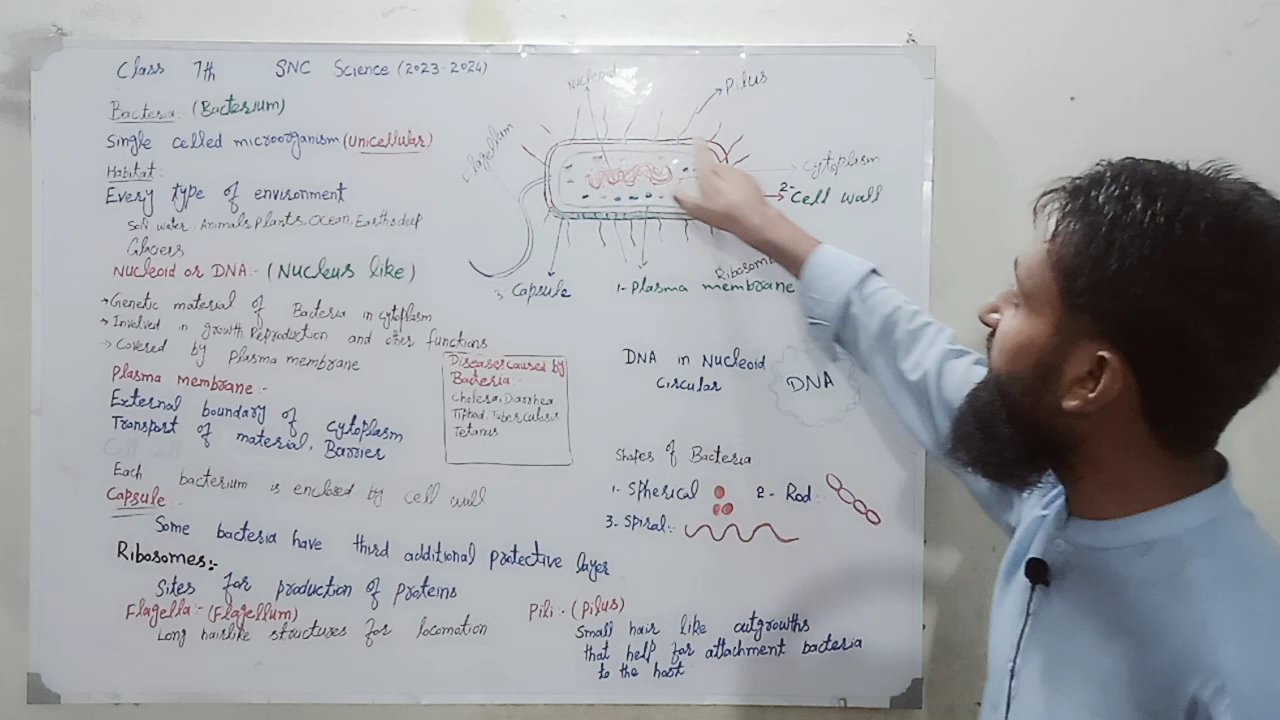 Class 7th SNC Science (2023-2024)
Bacteria: (Bacterium)
Single celled microorganism (Unicellular)
Habitat:
Every type of environment
Soil, water, Animals, Plants, Ocean, Earth's deep
Glaciers
Nucleoid or DNA:- (Nucleus like)
→ Genetic material of Bacteria in cytoplasm
→ Involved in growth Reproduction and other functions
→ Covered by plasma membrane
Plasma membrane:-
External boundary of cytoplasm
Transport of material, Barrier
Each bacterium is enclosed by cell wall
Capsule
Some bacteria have third additional protective layer
Ribosomes:-
Sites for production of proteins
Flagella:- (Flagellum)
Long hairlike structures for locomotion
Diseases caused by
Bacteria:-
Cholera, Diarrhea
Tifhod, Tuberculosis
Tetanus
Nucleoid
Pilus
Flagellum
Cytoplasm
2- Cell wall
Ribosom
3- Capsule
1- Plasma membrane
DNA in Nucleoid
Circular
DNA
Shapes of Bacteria
1- Spherical
2- Rod:
3- Spiral:-
Pili:- (Pilus)
Small hair like outgrowths
that help for attachment bacteria
to the host